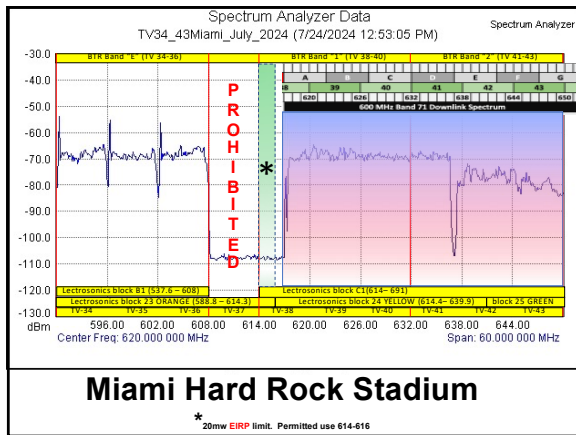 Spectrum Analyzer Data
TV34_43Miami_July_2024 (7/24/2024 12:53:05 PM)
Spectrum Analyzer
-30.0
BTR Band "E" (TV 34-36)
BTR Band "1" (TV 38-40)
BTR Band "2" (TV 41-43)
-40.0
A B C D E F G
38 39 40 41 42 43
620 626 632 638 644 650
600 MHz Band 71 Downlink Spectrum
-50.0
-60.0
-70.0
-80.0
-90.0
-100.0
-110.0
-120.0
-130.0
dBm
PROHIBITED
*
Lectrosonics block B1 (537.6 – 608)
Lectrosonics block C1(614– 691)
Lectrosonics block 23 ORANGE (588.8 – 614.3)
Lectrosonics block 24 YELLOW (614.4– 639.9)
block 25 GREEN
TV-34 TV-35 TV-36 TV-37 TV-38 TV-39 TV-40 TV-41 TV-42 TV-43
596.00 602.00 608.00 614.00 620.00 626.00 632.00 638.00 644.00
Center Freq: 620.000 000 MHz
Span: 60.000 000 MHz
Miami Hard Rock Stadium
*20mw EIRP limit. Permitted use 614-616